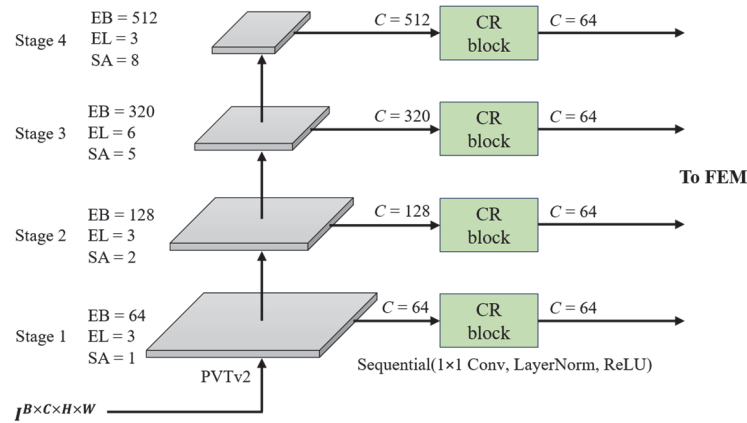 Stage 4
EB = 512
EL = 3
SA = 8
C = 512
CR
block
C = 64
Stage 3
EB = 320
EL = 6
SA = 5
C = 320
CR
block
C = 64
To FEM
Stage 2
EB = 128
EL = 3
SA = 2
C = 128
CR
block
C = 64
Stage 1
EB = 64
EL = 3
SA = 1
C = 64
CR
block
C = 64
PVTv2
Sequential(1×1 Conv, LayerNorm, ReLU)
I^{B×C×H×W}